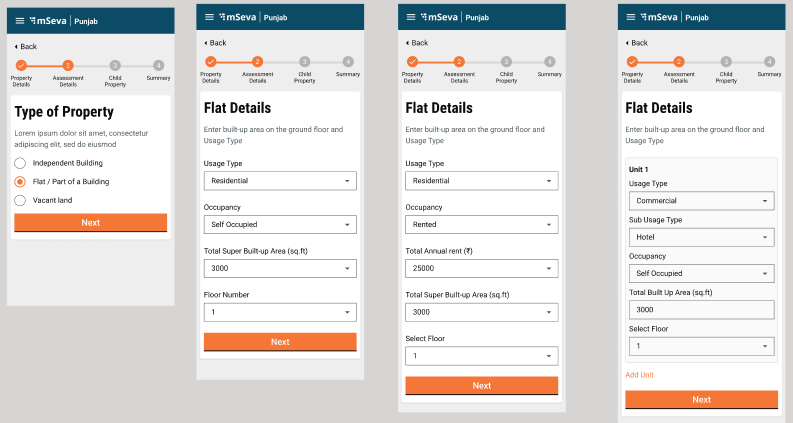 mSeva | Punjab
Back
2
3
4
Property Details
Assessment Details
Child Property
Summary
Type of Property
Lorem ipsum dolor sit amet, consectetur
adipiscing elit, sed do eiusmod
Independent Building
Flat / Part of a Building
Vacant land
Next
mSeva | Punjab
Back
2
3
4
Property Details
Assessment Details
Child Property
Summary
Flat Details
Enter built-up area on the ground floor and
Usage Type
Usage Type
Residential
Occupancy
Self Occupied
Total Super Built-up Area (sq.ft)
3000
Floor Number
1
Next
mSeva | Punjab
Back
2
3
4
Property Details
Assessment Details
Child Property
Summary
Flat Details
Enter built-up area on the ground floor and
Usage Type
Usage Type
Residential
Occupancy
Rented
Total Annual rent (₹)
25000
Total Super Built-up Area (sq.ft)
3000
Select Floor
1
Next
mSeva | Punjab
Back
2
3
4
Property Details
Assessment Details
Child Property
Summary
Flat Details
Enter built-up area on the ground floor and
Usage Type
Unit 1
Usage Type
Commercial
Sub Usage Type
Hotel
Occupancy
Self Occupied
Total Built Up Area (sq.ft)
3000
Select Floor
1
Add Unit
Next